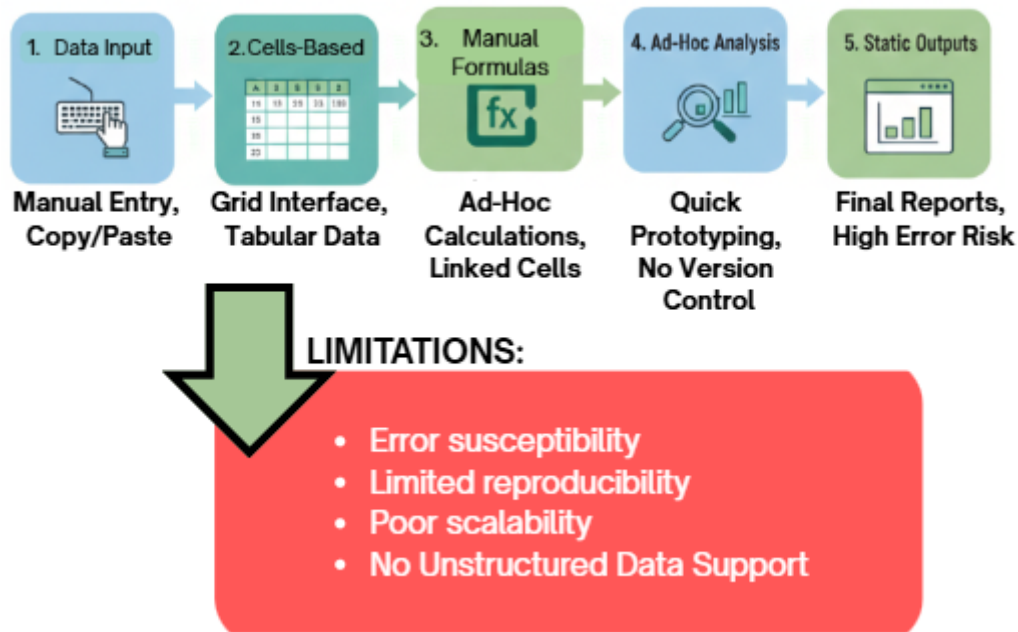 1. Data Input
2.Cells-Based
3. Manual
Formulas
4. Ad-Hoc Analysis
5. Static Outputs
fx
Manual Entry,
Copy/Paste
Grid Interface,
Tabular Data
Ad-Hoc
Calculations,
Linked Cells
Quick
Prototyping,
No Version
Control
Final Reports,
High Error Risk
LIMITATIONS:
• Error susceptibility
• Limited reproducibility
• Poor scalability
• No Unstructured Data Support